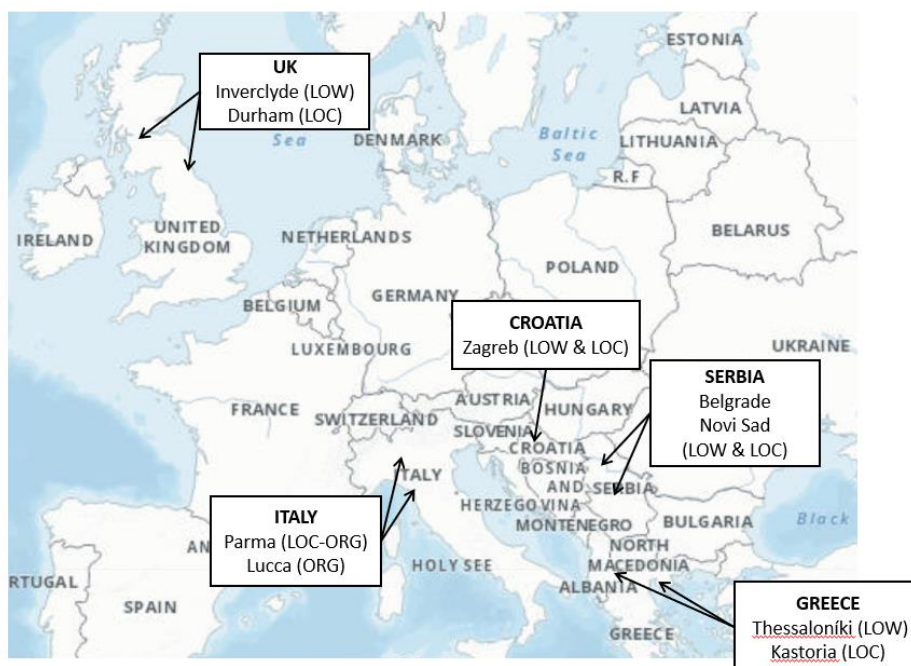 ESTONIA
UK
Inverclyde (LOW)
Durham (LOC)
Sea
DENMARK
Baltic
Sea
LATVIA
LITHUANIA
R.F
BELARUS
IRELAND
UNITED
KINGDOM
NETHERLANDS
POLAND
GERMANY
BELGIUM
LUXEMBOURG
CROATIA
Zagreb (LOW & LOC)
UKRAINE
SERBIA
Belgrade
Novi Sad
(LOW & LOC)
FRANCE
SWITZERLAND
AUSTRIA
HUNGARY
SLOVENIA
CROATIA
BOSNIA
AND
HERZEGOVINA
SERBIA
ITALY
ITALY
Parma (LOC-ORG)
Lucca (ORG)
MONTENEGRO
BULGARIA
Black
AN
HOLY SEE
NORTH
MACEDONIA
ALBANIA
RTUGAL
SPAIN
GREECE
GREECE
Thessaloníki (LOW)
Kastoria (LOC)